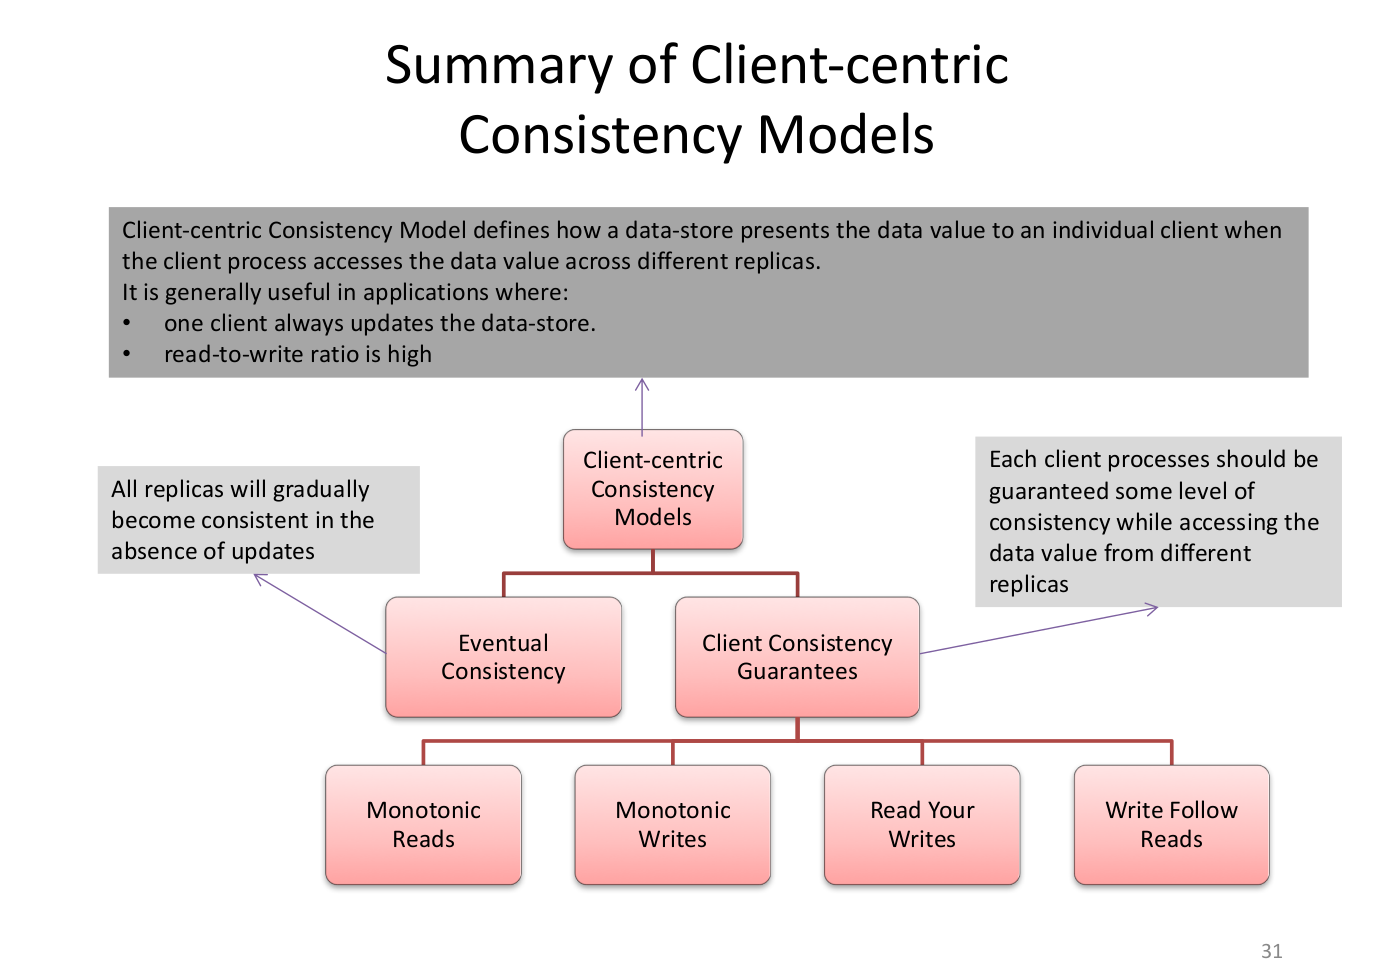 Summary of Client-centric
Consistency Models
Client-centric Consistency Model defines how a data-store presents the data value to an individual client when
the client process accesses the data value across different replicas.
It is generally useful in applications where:
• one client always updates the data-store.
• read-to-write ratio is high
Client-centric
Consistency
Models
All replicas will gradually
become consistent in the
absence of updates
Each client processes should be
guaranteed some level of
consistency while accessing the
data value from different
replicas
Eventual
Consistency
Client Consistency
Guarantees
Monotonic
Reads
Monotonic
Writes
Read Your
Writes
Write Follow
Reads
31